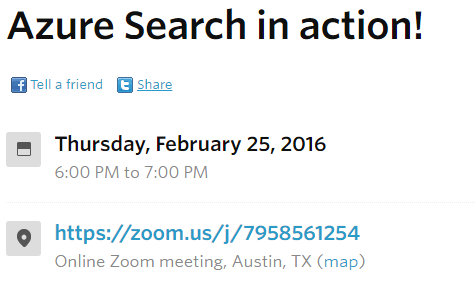 Azure Search in action!
Tell a friend Share
Thursday, February 25, 2016
6:00 PM to 7:00 PM
https://zoom.us/j/7958561254
Online Zoom meeting, Austin, TX (map)